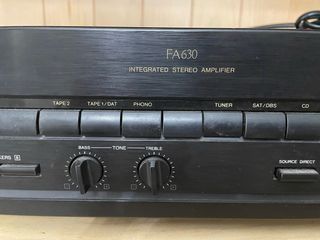 FA630
INTEGRATED STEREO AMPLIFIER
TAPE 2 TAPE 1/DAT PHONO TUNER SAT/DBS CD
BASS TONE TREBLE
SOURCE DIRECT